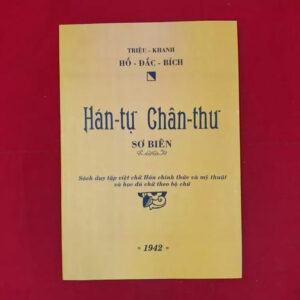 TRIỆU - KHANH
HỒ - ĐẮC - BÍCH
Hán-tự Chân-thư
SƠ BIÊN
Sách duy tập viết chữ Hán chính thức và mỹ thuật
và học đủ chữ theo bộ chữ
1942